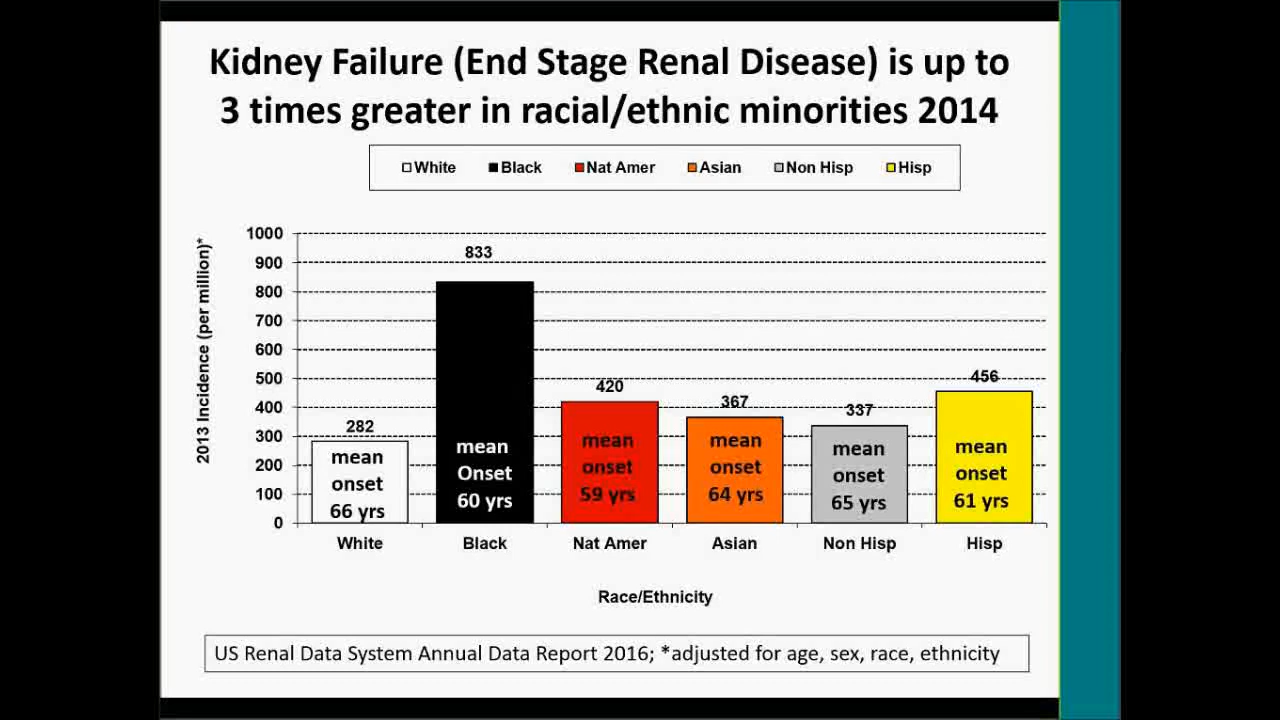 Kidney Failure (End Stage Renal Disease) is up to
3 times greater in racial/ethnic minorities 2014
White Black Nat Amer Asian Non Hisp Hisp
2013 Incidence (per million)*
1000
900
800
700
600
500
400
300
200
100
0
282
833
420
367
337
456
mean
onset
66 yrs
mean
Onset
60 yrs
mean
onset
59 yrs
mean
onset
64 yrs
mean
onset
65 yrs
mean
onset
61 yrs
White Black Nat Amer Asian Non Hisp Hisp
Race/Ethnicity
US Renal Data System Annual Data Report 2016; *adjusted for age, sex, race, ethnicity